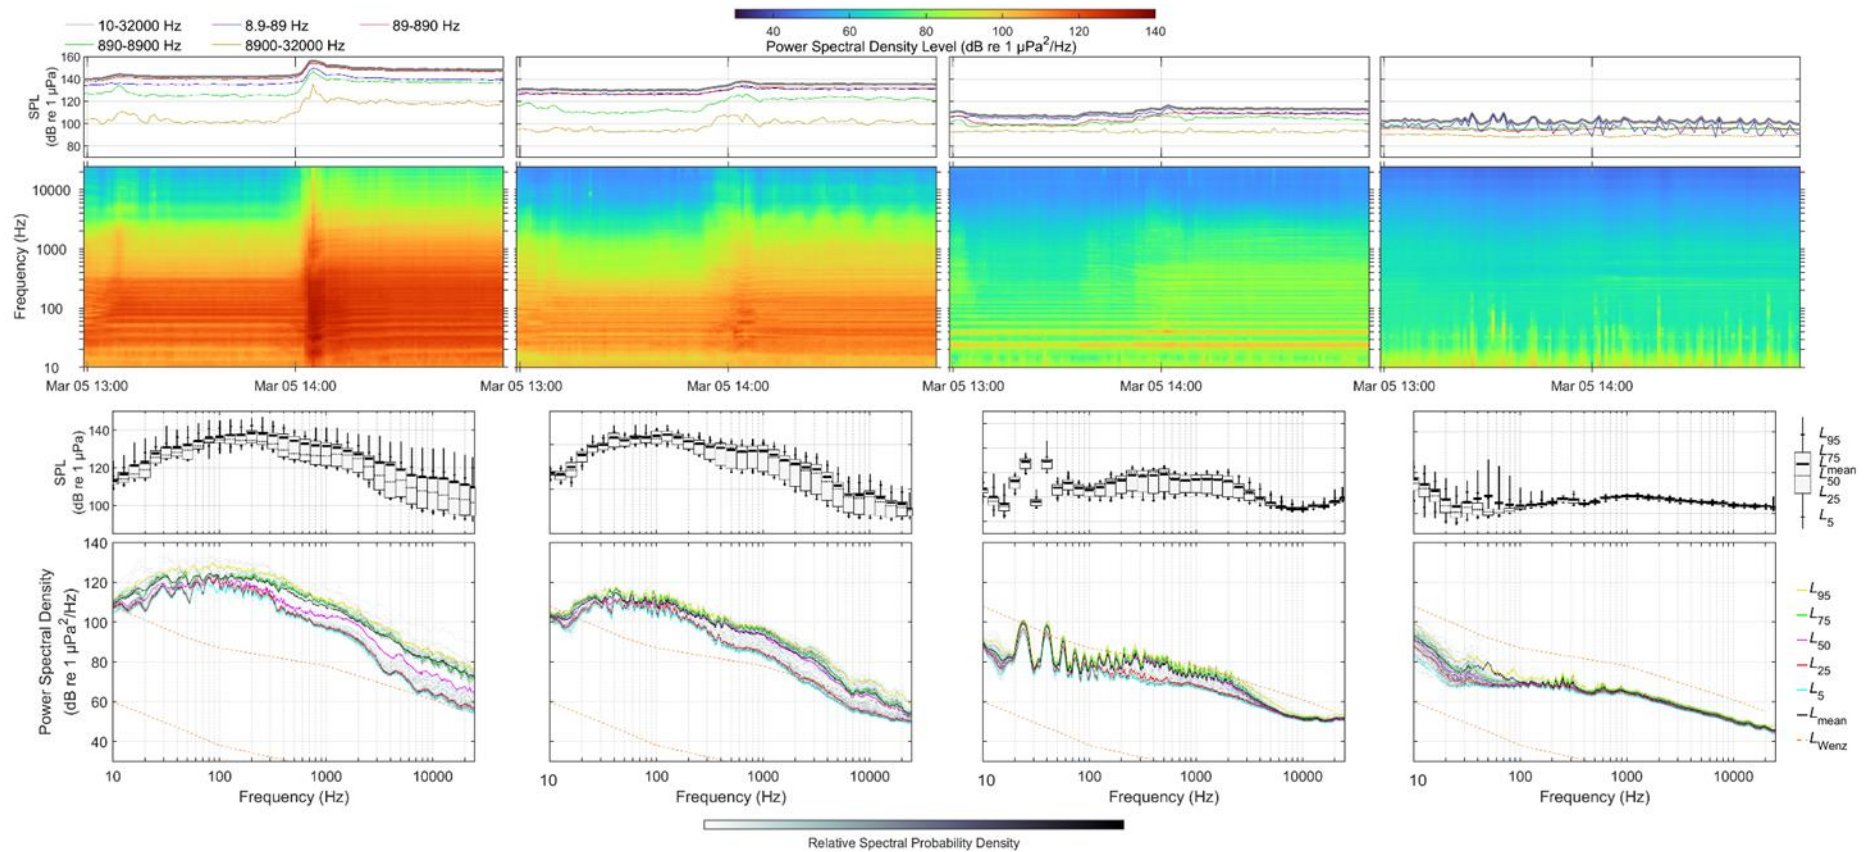 10-32000 Hz
8.9-89 Hz
89-890 Hz
890-8900 Hz
8900-32000 Hz
40
60
80
100
120
140
Power Spectral Density Level (dB re 1 µPa²/Hz)
SPL
(dB re 1 µPa)
160
140
120
100
80
Frequency (Hz)
10000
1000
100
10
Mar 05 13:00
Mar 05 14:00
Mar 05 13:00
Mar 05 14:00
Mar 05 13:00
Mar 05 14:00
Mar 05 13:00
Mar 05 14:00
SPL
(dB re 1 µPa)
140
120
100
L95
L75
Lmean
L50
L25
L5
Power Spectral Density
(dB re 1 µPa²/Hz)
140
120
100
80
60
40
L95
L75
L50
L25
L5
Lmean
LWenz
10
100
1000
10000
10
100
1000
10000
10
100
1000
10000
10
100
1000
10000
Frequency (Hz)
Frequency (Hz)
Frequency (Hz)
Frequency (Hz)
Relative Spectral Probability Density